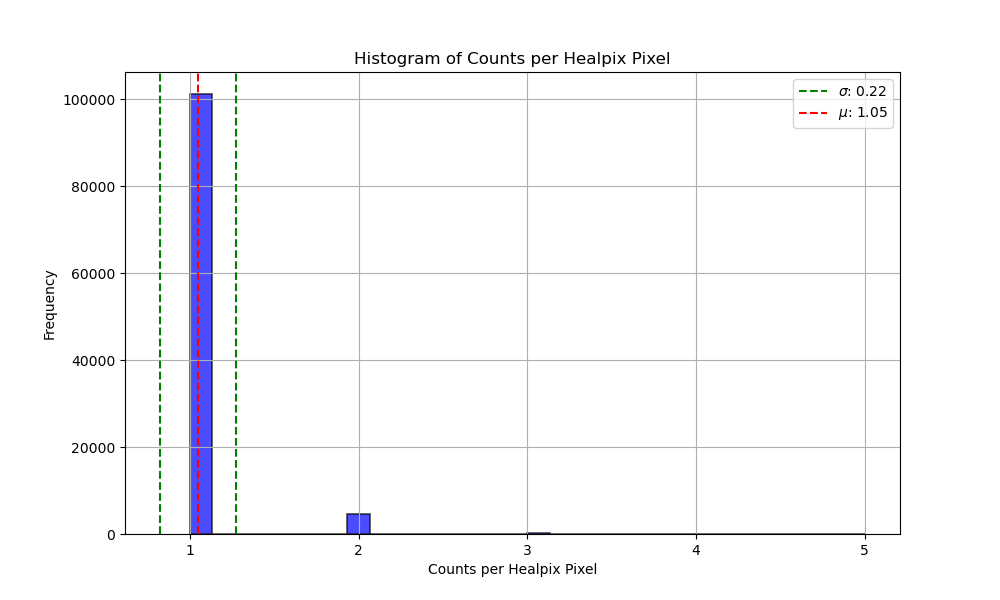 Histogram of Counts per Healpix Pixel
σ: 0.22
μ: 1.05
100000
80000
60000
40000
20000
0
Frequency
1 2 3 4 5
Counts per Healpix Pixel